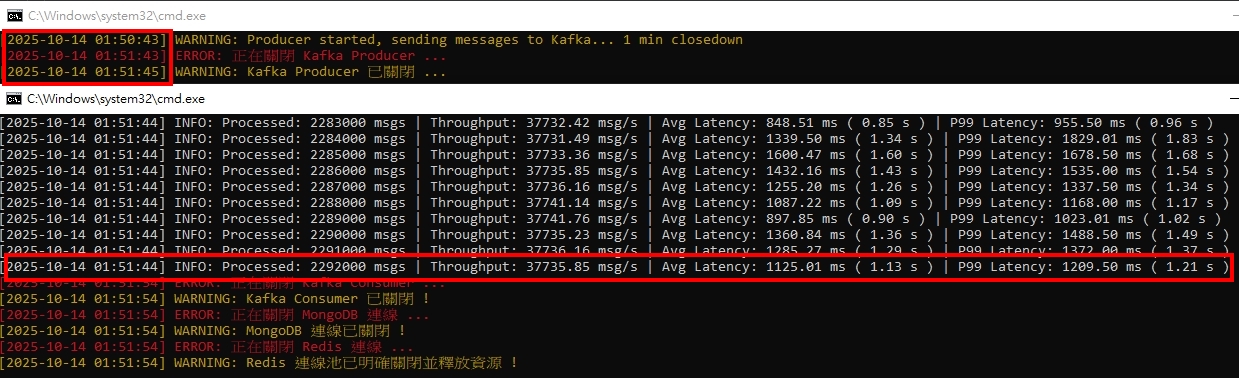 C:\Windows\system32\cmd.exe
[2025-10-14 01:50:43] WARNING: Producer started, sending messages to Kafka... 1 min closedown
[2025-10-14 01:51:43] ERROR: 正在關閉 Kafka Producer ...
[2025-10-14 01:51:45] WARNING: Kafka Producer 已關閉 ...
C:\Windows\system32\cmd.exe
[2025-10-14 01:51:44] INFO: Processed: 2283000 msgs | Throughput: 37732.42 msg/s | Avg Latency: 848.51 ms ( 0.85 s ) | P99 Latency: 955.50 ms ( 0.96 s )
[2025-10-14 01:51:44] INFO: Processed: 2284000 msgs | Throughput: 37731.49 msg/s | Avg Latency: 1339.50 ms ( 1.34 s ) | P99 Latency: 1829.01 ms ( 1.83 s )
[2025-10-14 01:51:44] INFO: Processed: 2285000 msgs | Throughput: 37733.36 msg/s | Avg Latency: 1600.47 ms ( 1.60 s ) | P99 Latency: 1678.50 ms ( 1.68 s )
[2025-10-14 01:51:44] INFO: Processed: 2286000 msgs | Throughput: 37735.85 msg/s | Avg Latency: 1432.16 ms ( 1.43 s ) | P99 Latency: 1535.00 ms ( 1.54 s )
[2025-10-14 01:51:44] INFO: Processed: 2287000 msgs | Throughput: 37736.16 msg/s | Avg Latency: 1255.20 ms ( 1.26 s ) | P99 Latency: 1337.50 ms ( 1.34 s )
[2025-10-14 01:51:44] INFO: Processed: 2288000 msgs | Throughput: 37741.14 msg/s | Avg Latency: 1087.22 ms ( 1.09 s ) | P99 Latency: 1168.00 ms ( 1.17 s )
[2025-10-14 01:51:44] INFO: Processed: 2289000 msgs | Throughput: 37741.76 msg/s | Avg Latency: 897.85 ms ( 0.90 s ) | P99 Latency: 1023.01 ms ( 1.02 s )
[2025-10-14 01:51:44] INFO: Processed: 2290000 msgs | Throughput: 37735.23 msg/s | Avg Latency: 1360.84 ms ( 1.36 s ) | P99 Latency: 1488.50 ms ( 1.49 s )
[2025-10-14 01:51:44] INFO: Processed: 2291000 msgs | Throughput: 37736.16 msg/s | Avg Latency: 1285.27 ms ( 1.29 s ) | P99 Latency: 1372.00 ms ( 1.37 s )
[2025-10-14 01:51:44] INFO: Processed: 2292000 msgs | Throughput: 37735.85 msg/s | Avg Latency: 1125.01 ms ( 1.13 s ) | P99 Latency: 1209.50 ms ( 1.21 s )
[2025-10-14 01:51:54] ERROR: 正在關閉 Kafka Consumer ...
[2025-10-14 01:51:54] WARNING: Kafka Consumer 已關閉 !
[2025-10-14 01:51:54] ERROR: 正在關閉 MongoDB 連線 ...
[2025-10-14 01:51:54] WARNING: MongoDB 連線已關閉 !
[2025-10-14 01:51:54] ERROR: 正在關閉 Redis 連線 ...
[2025-10-14 01:51:54] WARNING: Redis 連線池已明確關閉並釋放資源 !